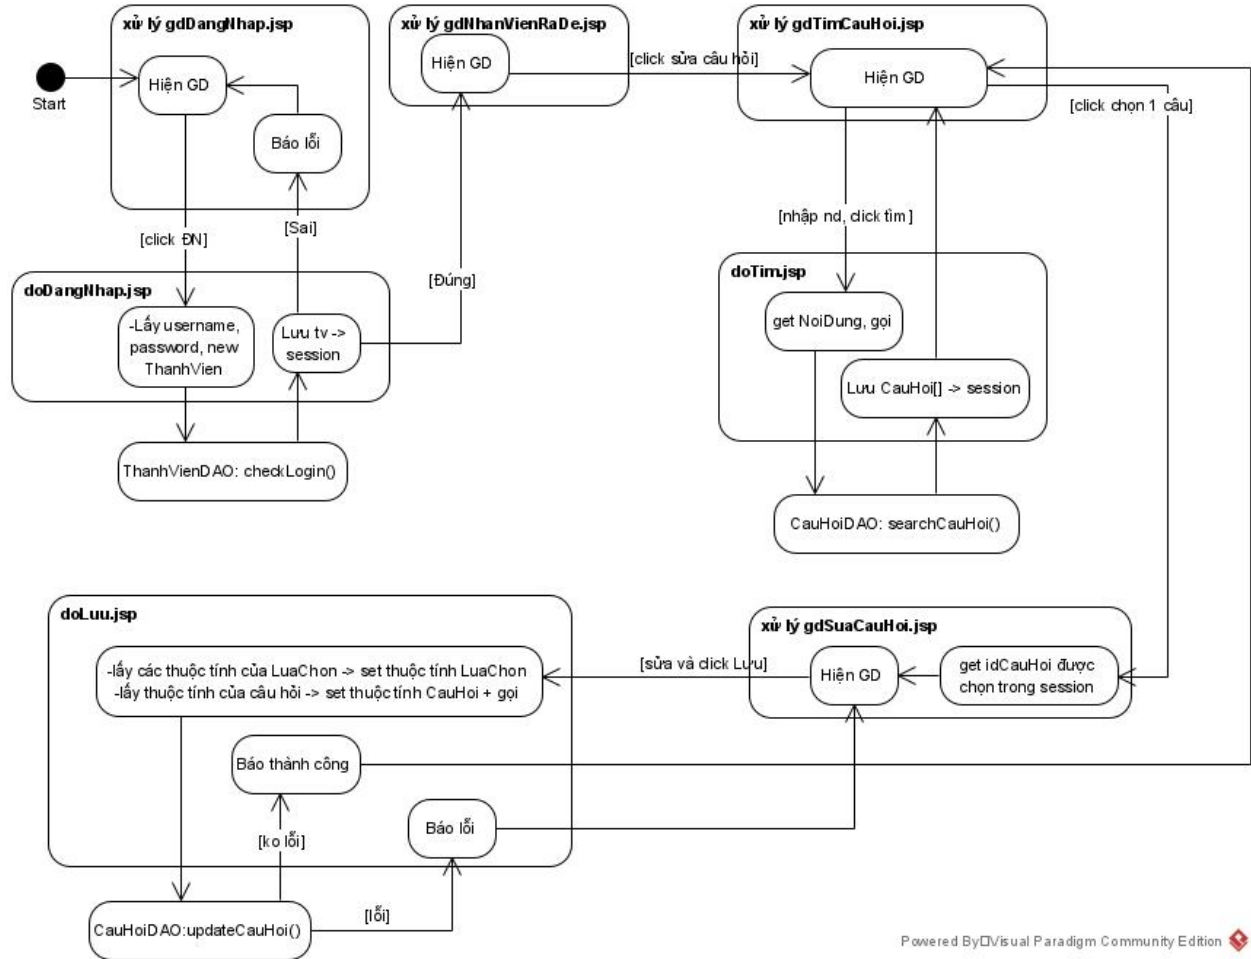 xử lý gdDangNhap.jsp
Hiện GD
Start
Báo lỗi
[click ĐN]
[Sai]
doDangNhap.jsp
-Lấy username,
password, new
ThanhVien
Lưu tv ->
session
ThanhVienDAO: checkLogin()
[Đúng]
xử lý gdNhanVienRaDe.jsp
Hiện GD
[click sửa câu hỏi]
xử lý gdTimCauHoi.jsp
Hiện GD
[click chọn 1 câu]
[nhập nd, click tìm ]
doTim.jsp
get NoiDung, gọi
Lưu CauHoi[] -> session
CauHoiDAO: searchCauHoi()
xử lý gdSuaCauHoi.jsp
get idCauHoi được
chọn trong session
Hiện GD
[sửa và click Lưu]
doLuu.jsp
-lấy các thuộc tính của LuaChon -> set thuộc tính LuaChon
-lấy thuộc tính của câu hỏi -> set thuộc tính CauHoi + gọi
Báo thành công
Báo lỗi
[ko lỗi]
[lỗi]
CauHoiDAO:updateCauHoi()
Powered By□Visual Paradigm Community Edition